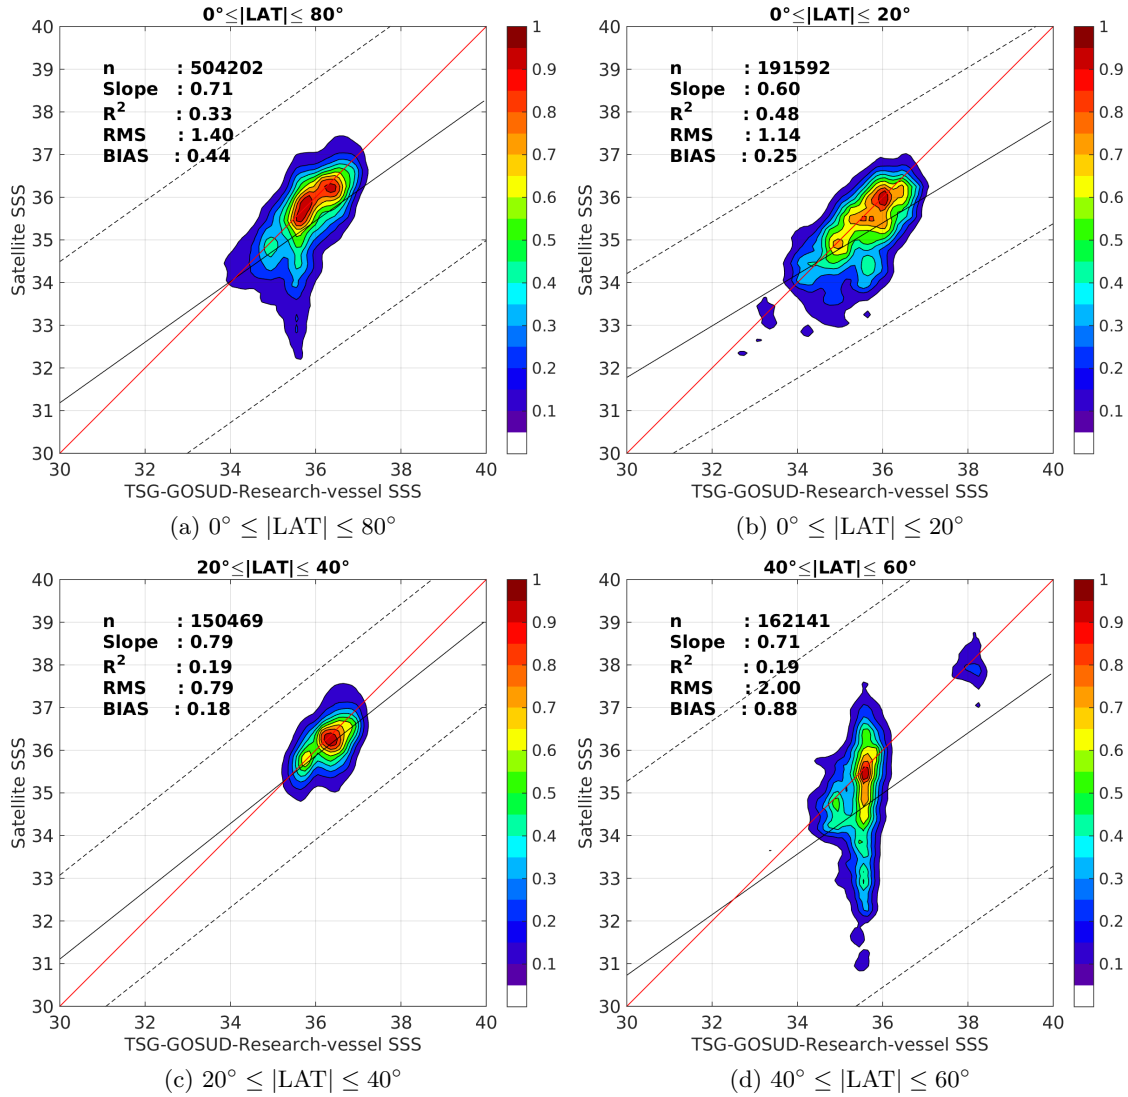 0°≤|LAT|≤ 80°
n : 504202
Slope : 0.71
R² : 0.33
RMS : 1.40
BIAS : 0.44
40
39
38
37
36
35
34
33
32
31
30
Satellite SSS
30 32 34 36 38 40
TSG-GOSUD-Research-vessel SSS
1
0.9
0.8
0.7
0.6
0.5
0.4
0.3
0.2
0.1
(a) 0° ≤ |LAT| ≤ 80°
0°≤|LAT|≤ 20°
n : 191592
Slope : 0.60
R² : 0.48
RMS : 1.14
BIAS : 0.25
40
39
38
37
36
35
34
33
32
31
30
Satellite SSS
30 32 34 36 38 40
TSG-GOSUD-Research-vessel SSS
1
0.9
0.8
0.7
0.6
0.5
0.4
0.3
0.2
0.1
(b) 0° ≤ |LAT| ≤ 20°
20°≤|LAT|≤ 40°
n : 150469
Slope : 0.79
R² : 0.19
RMS : 0.79
BIAS : 0.18
40
39
38
37
36
35
34
33
32
31
30
Satellite SSS
30 32 34 36 38 40
TSG-GOSUD-Research-vessel SSS
1
0.9
0.8
0.7
0.6
0.5
0.4
0.3
0.2
0.1
(c) 20° ≤ |LAT| ≤ 40°
40°≤|LAT|≤ 60°
n : 162141
Slope : 0.71
R² : 0.19
RMS : 2.00
BIAS : 0.88
40
39
38
37
36
35
34
33
32
31
30
Satellite SSS
30 32 34 36 38 40
TSG-GOSUD-Research-vessel SSS
1
0.9
0.8
0.7
0.6
0.5
0.4
0.3
0.2
0.1
(d) 40° ≤ |LAT| ≤ 60°